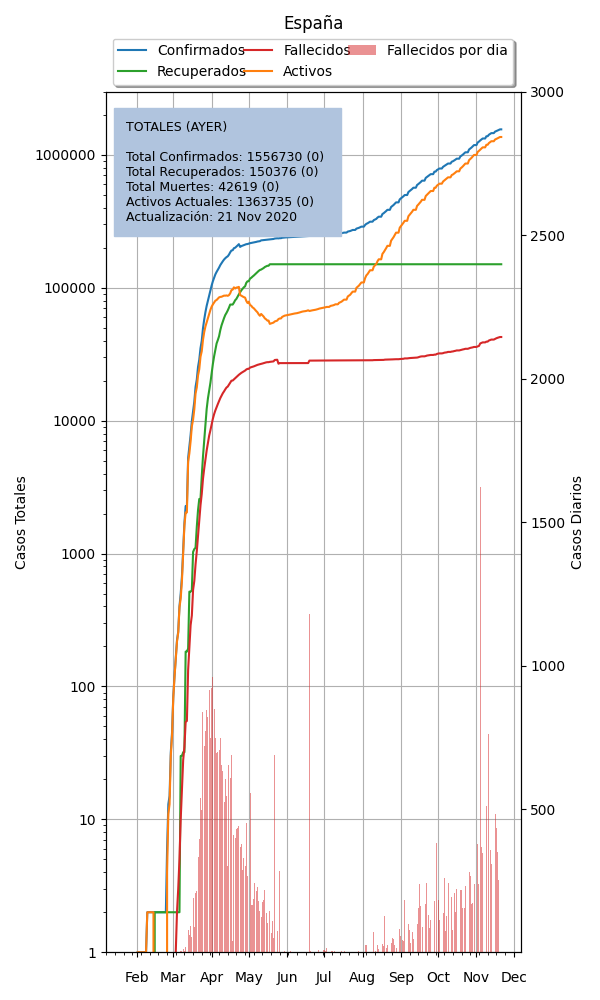 España
Confirmados Fallecidos Fallecidos por dia
Recuperados Activos
TOTALES (AYER)
Total Confirmados: 1556730 (0)
Total Recuperados: 150376 (0)
Total Muertes: 42619 (0)
Activos Actuales: 1363735 (0)
Actualización: 21 Nov 2020
Casos Totales
1000000
100000
10000
1000
100
10
1
3000
2500
2000
1500
1000
500
Casos Diarios
Feb Mar Apr May Jun Jul Aug Sep Oct Nov Dec